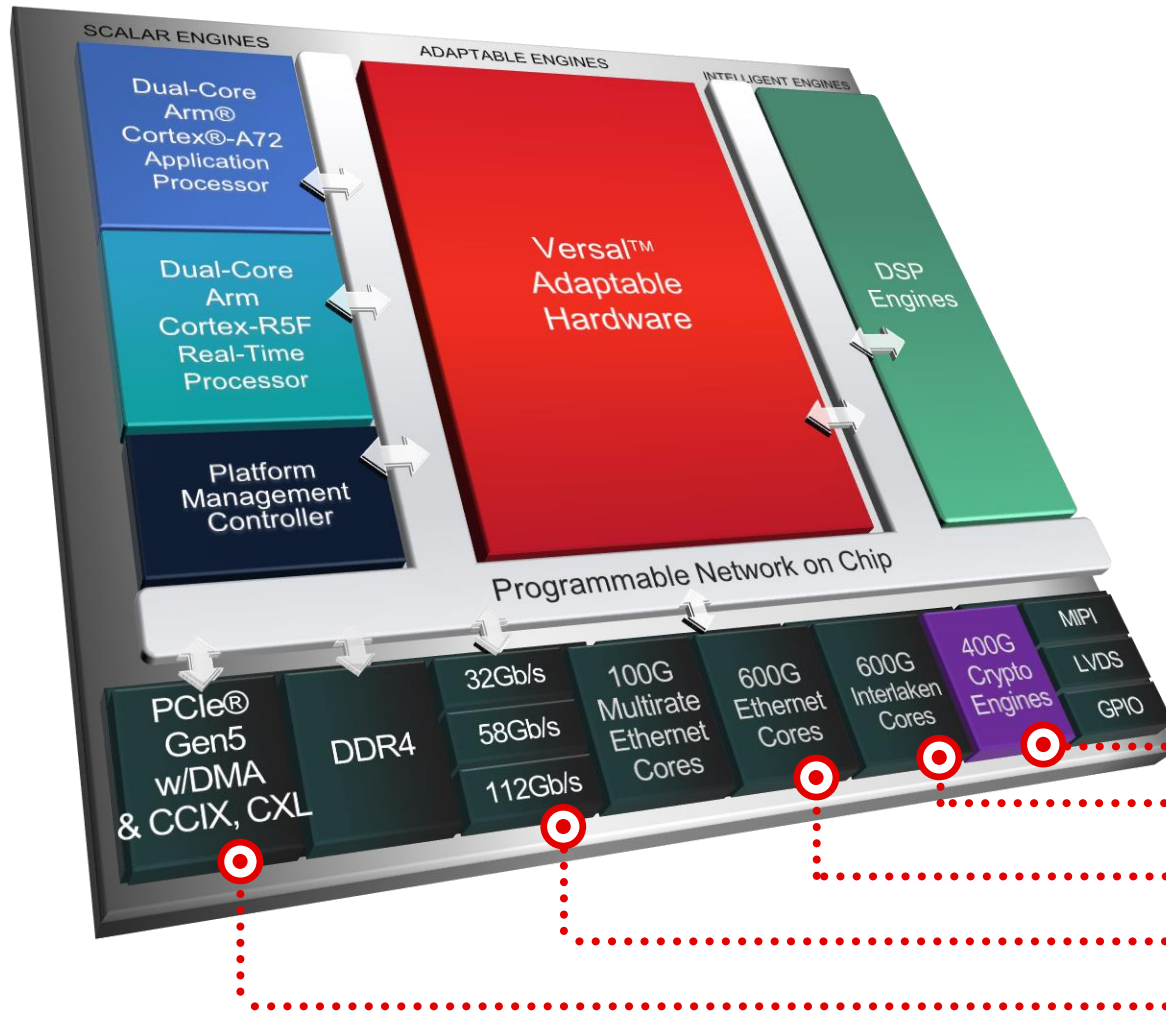 SCALAR ENGINES
Dual-Core
Arm®
Cortex®-A72
Application
Processor
Dual-Core
Arm
Cortex-R5F
Real-Time
Processor
Platform
Management
Controller
ADAPTABLE ENGINES
Versal™
Adaptable
Hardware
INTELLIGENT ENGINES
DSP
Engines
Programmable Network on Chip
PCIe®
Gen5
w/DMA
& CCIX, CXL
DDR4
32Gb/s
58Gb/s
112Gb/s
100G
Multirate
Ethernet
Cores
600G
Ethernet
Cores
600G
Interlaken
Cores
400G
Crypto
Engines
MIPI
LVDS
GPIO